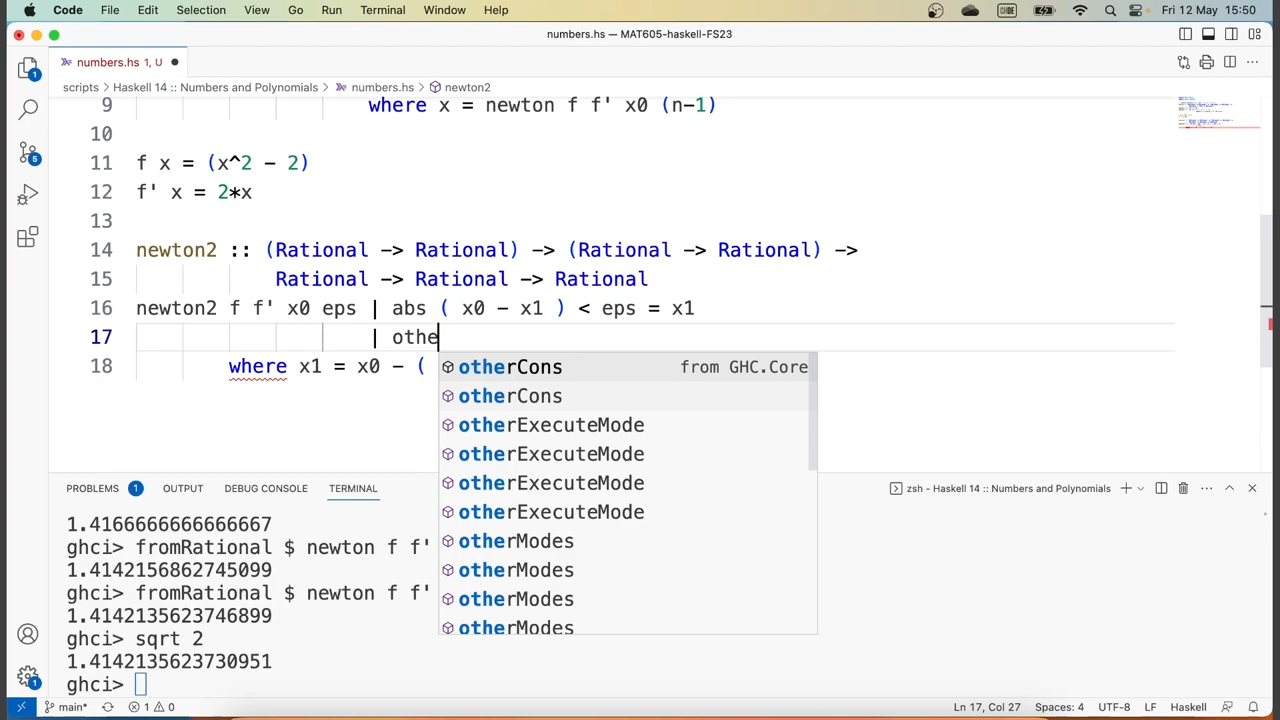 Code File Edit Selection View Go Run Terminal Window Help CODE Fri 12 May 15:50
numbers.hs — MAT605-haskell-FS23
numbers.hs 1, U
scripts > Haskell 14 :: Numbers and Polynomials > numbers.hs > newton2
9 where x = newton f f' x0 (n-1)
10
11 f x = (x^2 - 2)
12 f' x = 2*x
13
14 newton2 :: (Rational -> Rational) -> (Rational -> Rational) ->
15 Rational -> Rational -> Rational
16 newton2 f f' x0 eps | abs ( x0 - x1 ) < eps = x1
17 | othe
18 where x1 = x0 - (
otherCons from GHC.Core
otherCons
otherExecuteMode
otherExecuteMode
otherExecuteMode
otherExecuteMode
otherModes
otherModes
otherModes
otherModes
PROBLEMS 1 OUTPUT DEBUG CONSOLE TERMINAL zsh - Haskell 14 :: Numbers and Polynomials
1.4166666666666667
ghci> fromRational $ newton f f'
1.4142156862745099
ghci> fromRational $ newton f f'
1.4142135623746899
ghci> sqrt 2
1.4142135623730951
ghci>
main* 1 0 Ln 17, Col 27 Spaces: 4 UTF-8 LF Haskell